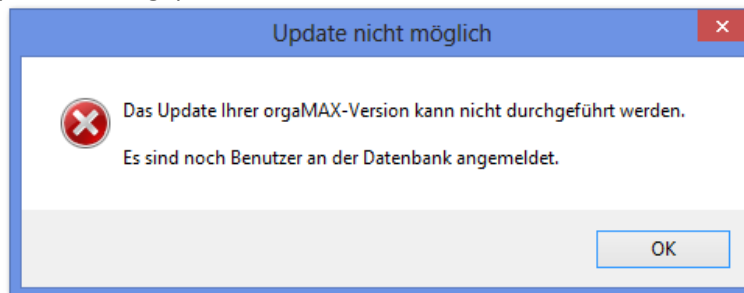 Update nicht möglich
Das Update Ihrer orgaMAX-Version kann nicht durchgeführt werden.
Es sind noch Benutzer an der Datenbank angemeldet.
OK